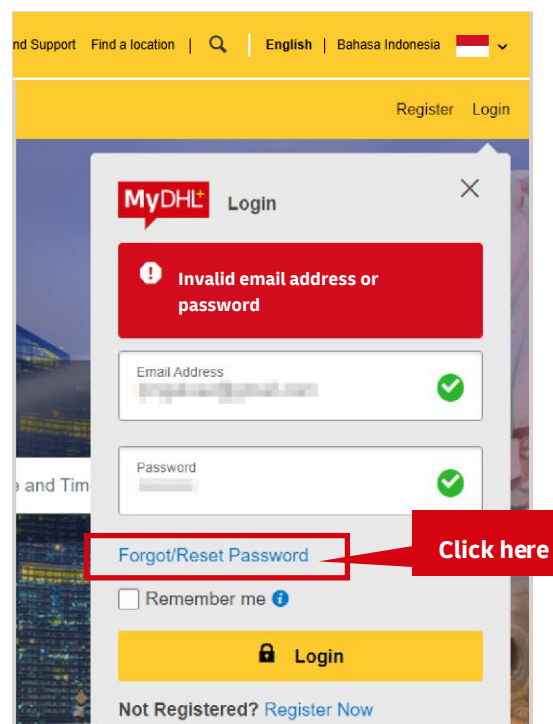 nd Support Find a location | English | Bahasa Indonesia
Register Login
MyDHL+ Login
Invalid email address or
password
Email Address
Password
and Tim
Forgot/Reset Password
Click here
Remember me
Login
Not Registered? Register Now